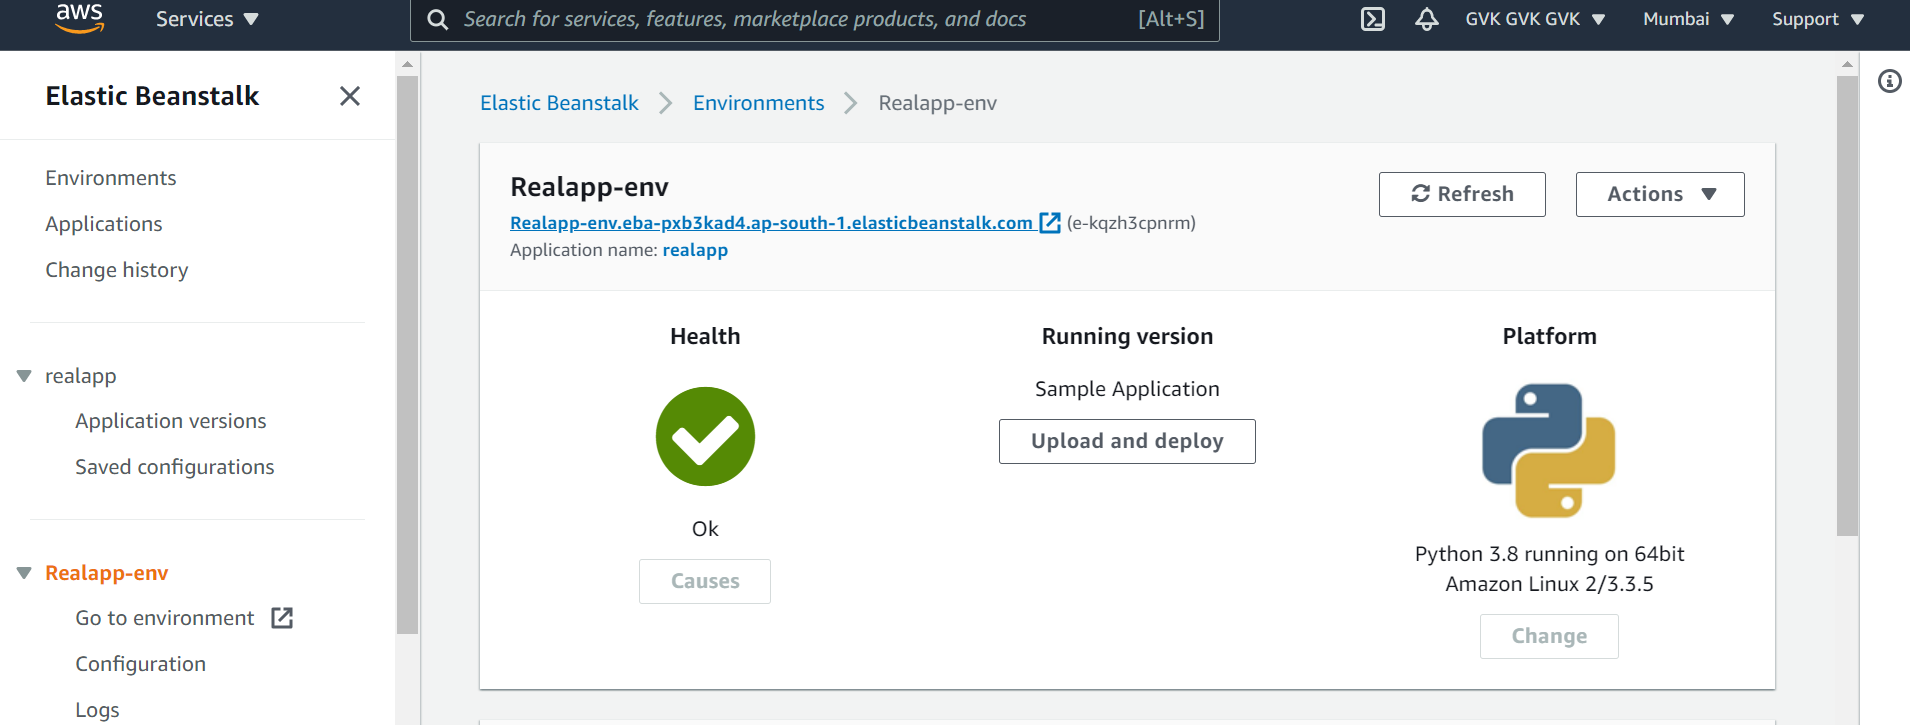 aws
Services
Search for services, features, marketplace products, and docs
[Alt+S]
GVK GVK GVK
Mumbai
Support
Elastic Beanstalk
Environments
Applications
Change history
realapp
Application versions
Saved configurations
Realapp-env
Go to environment
Configuration
Logs
Elastic Beanstalk
Environments
Realapp-env
Realapp-env
Realapp-env.eba-pxb3kad4.ap-south-1.elasticbeanstalk.com (e-kqzh3cpnrm)
Application name: realapp
Refresh
Actions
Health
Ok
Causes
Running version
Sample Application
Upload and deploy
Platform
Python 3.8 running on 64bit
Amazon Linux 2/3.3.5
Change